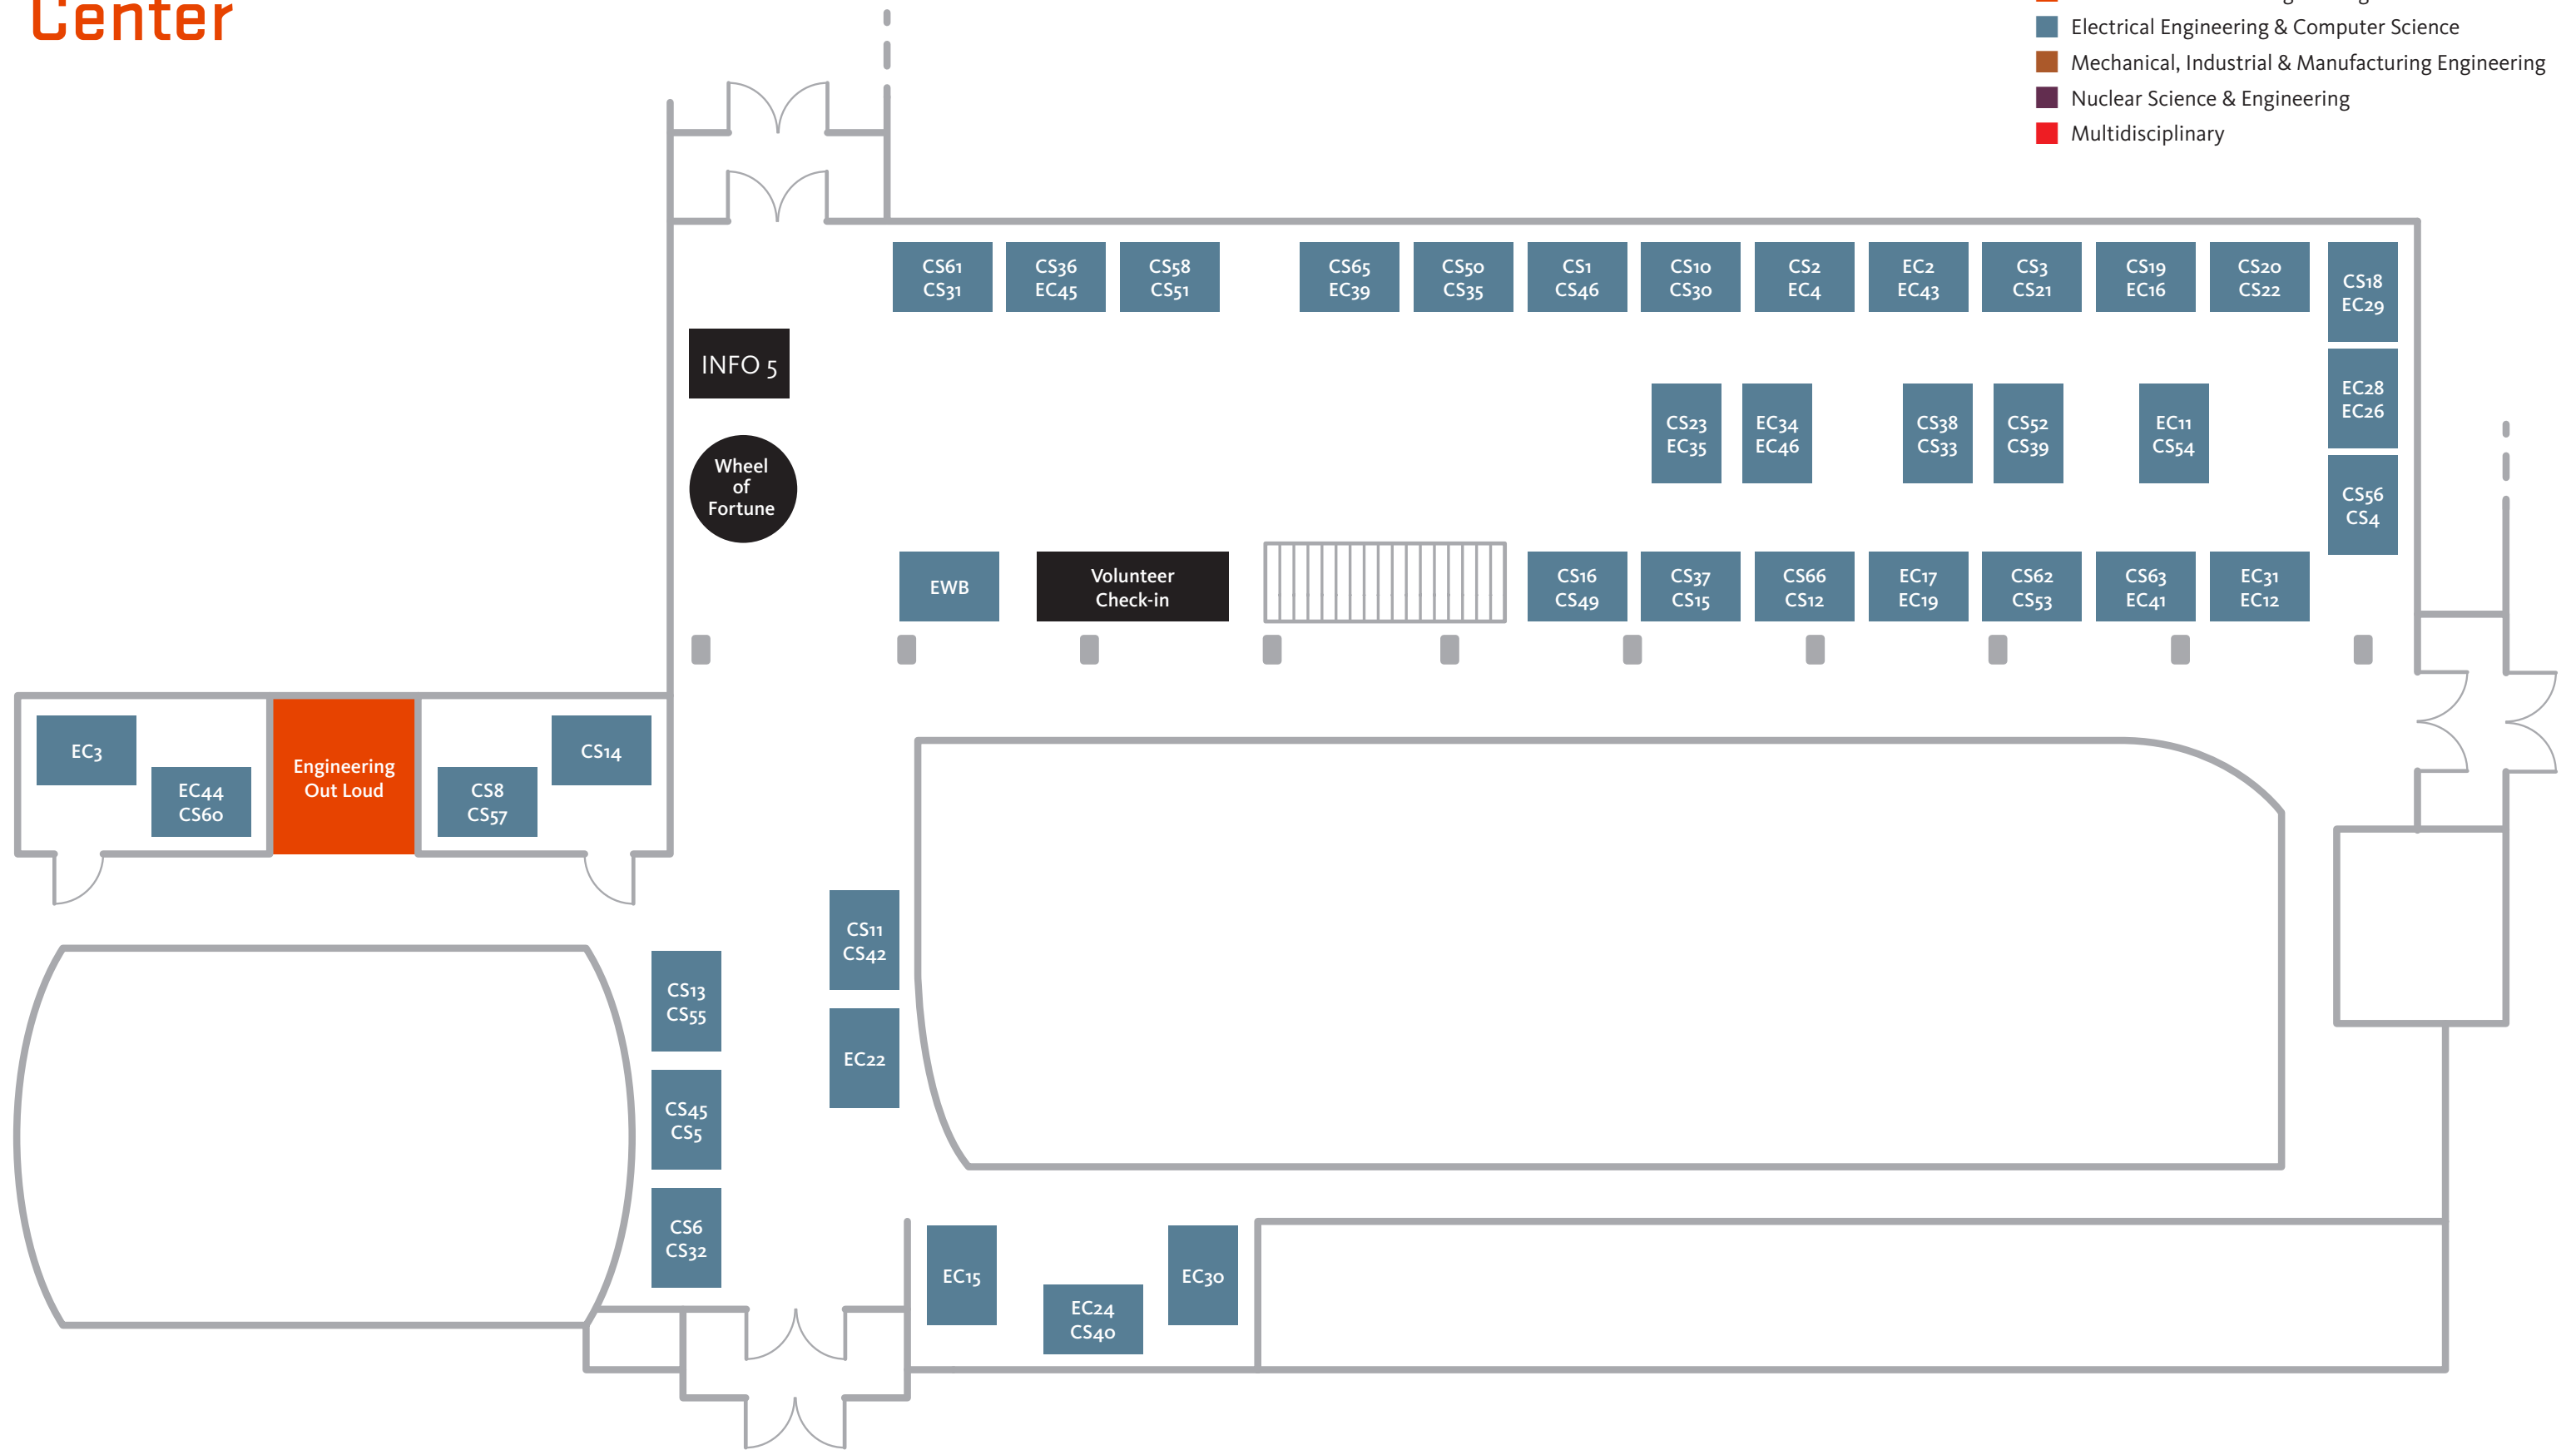 Center
Electrical Engineering & Computer Science
Mechanical, Industrial & Manufacturing Engineering
Nuclear Science & Engineering
Multidisciplinary
CS61
CS31
CS36
EC45
CS58
CS51
CS65
EC39
CS50
CS35
CS1
CS46
CS10
CS30
CS2
EC4
EC2
EC43
CS3
CS21
CS19
EC16
CS20
CS22
CS18
EC29
INFO 5
EC28
EC26
CS23
EC35
EC34
EC46
CS38
CS33
CS52
CS39
EC11
CS54
Wheel
of
Fortune
CS56
CS4
EWB
Volunteer
Check-in
CS16
CS49
CS37
CS15
CS66
CS12
EC17
EC19
CS62
CS53
CS63
EC41
EC31
EC12
EC3
EC44
CS60
Engineering
Out Loud
CS8
CS57
CS14
CS11
CS42
CS13
CS55
EC22
CS45
CS5
CS6
CS32
EC15
EC24
CS40
EC30